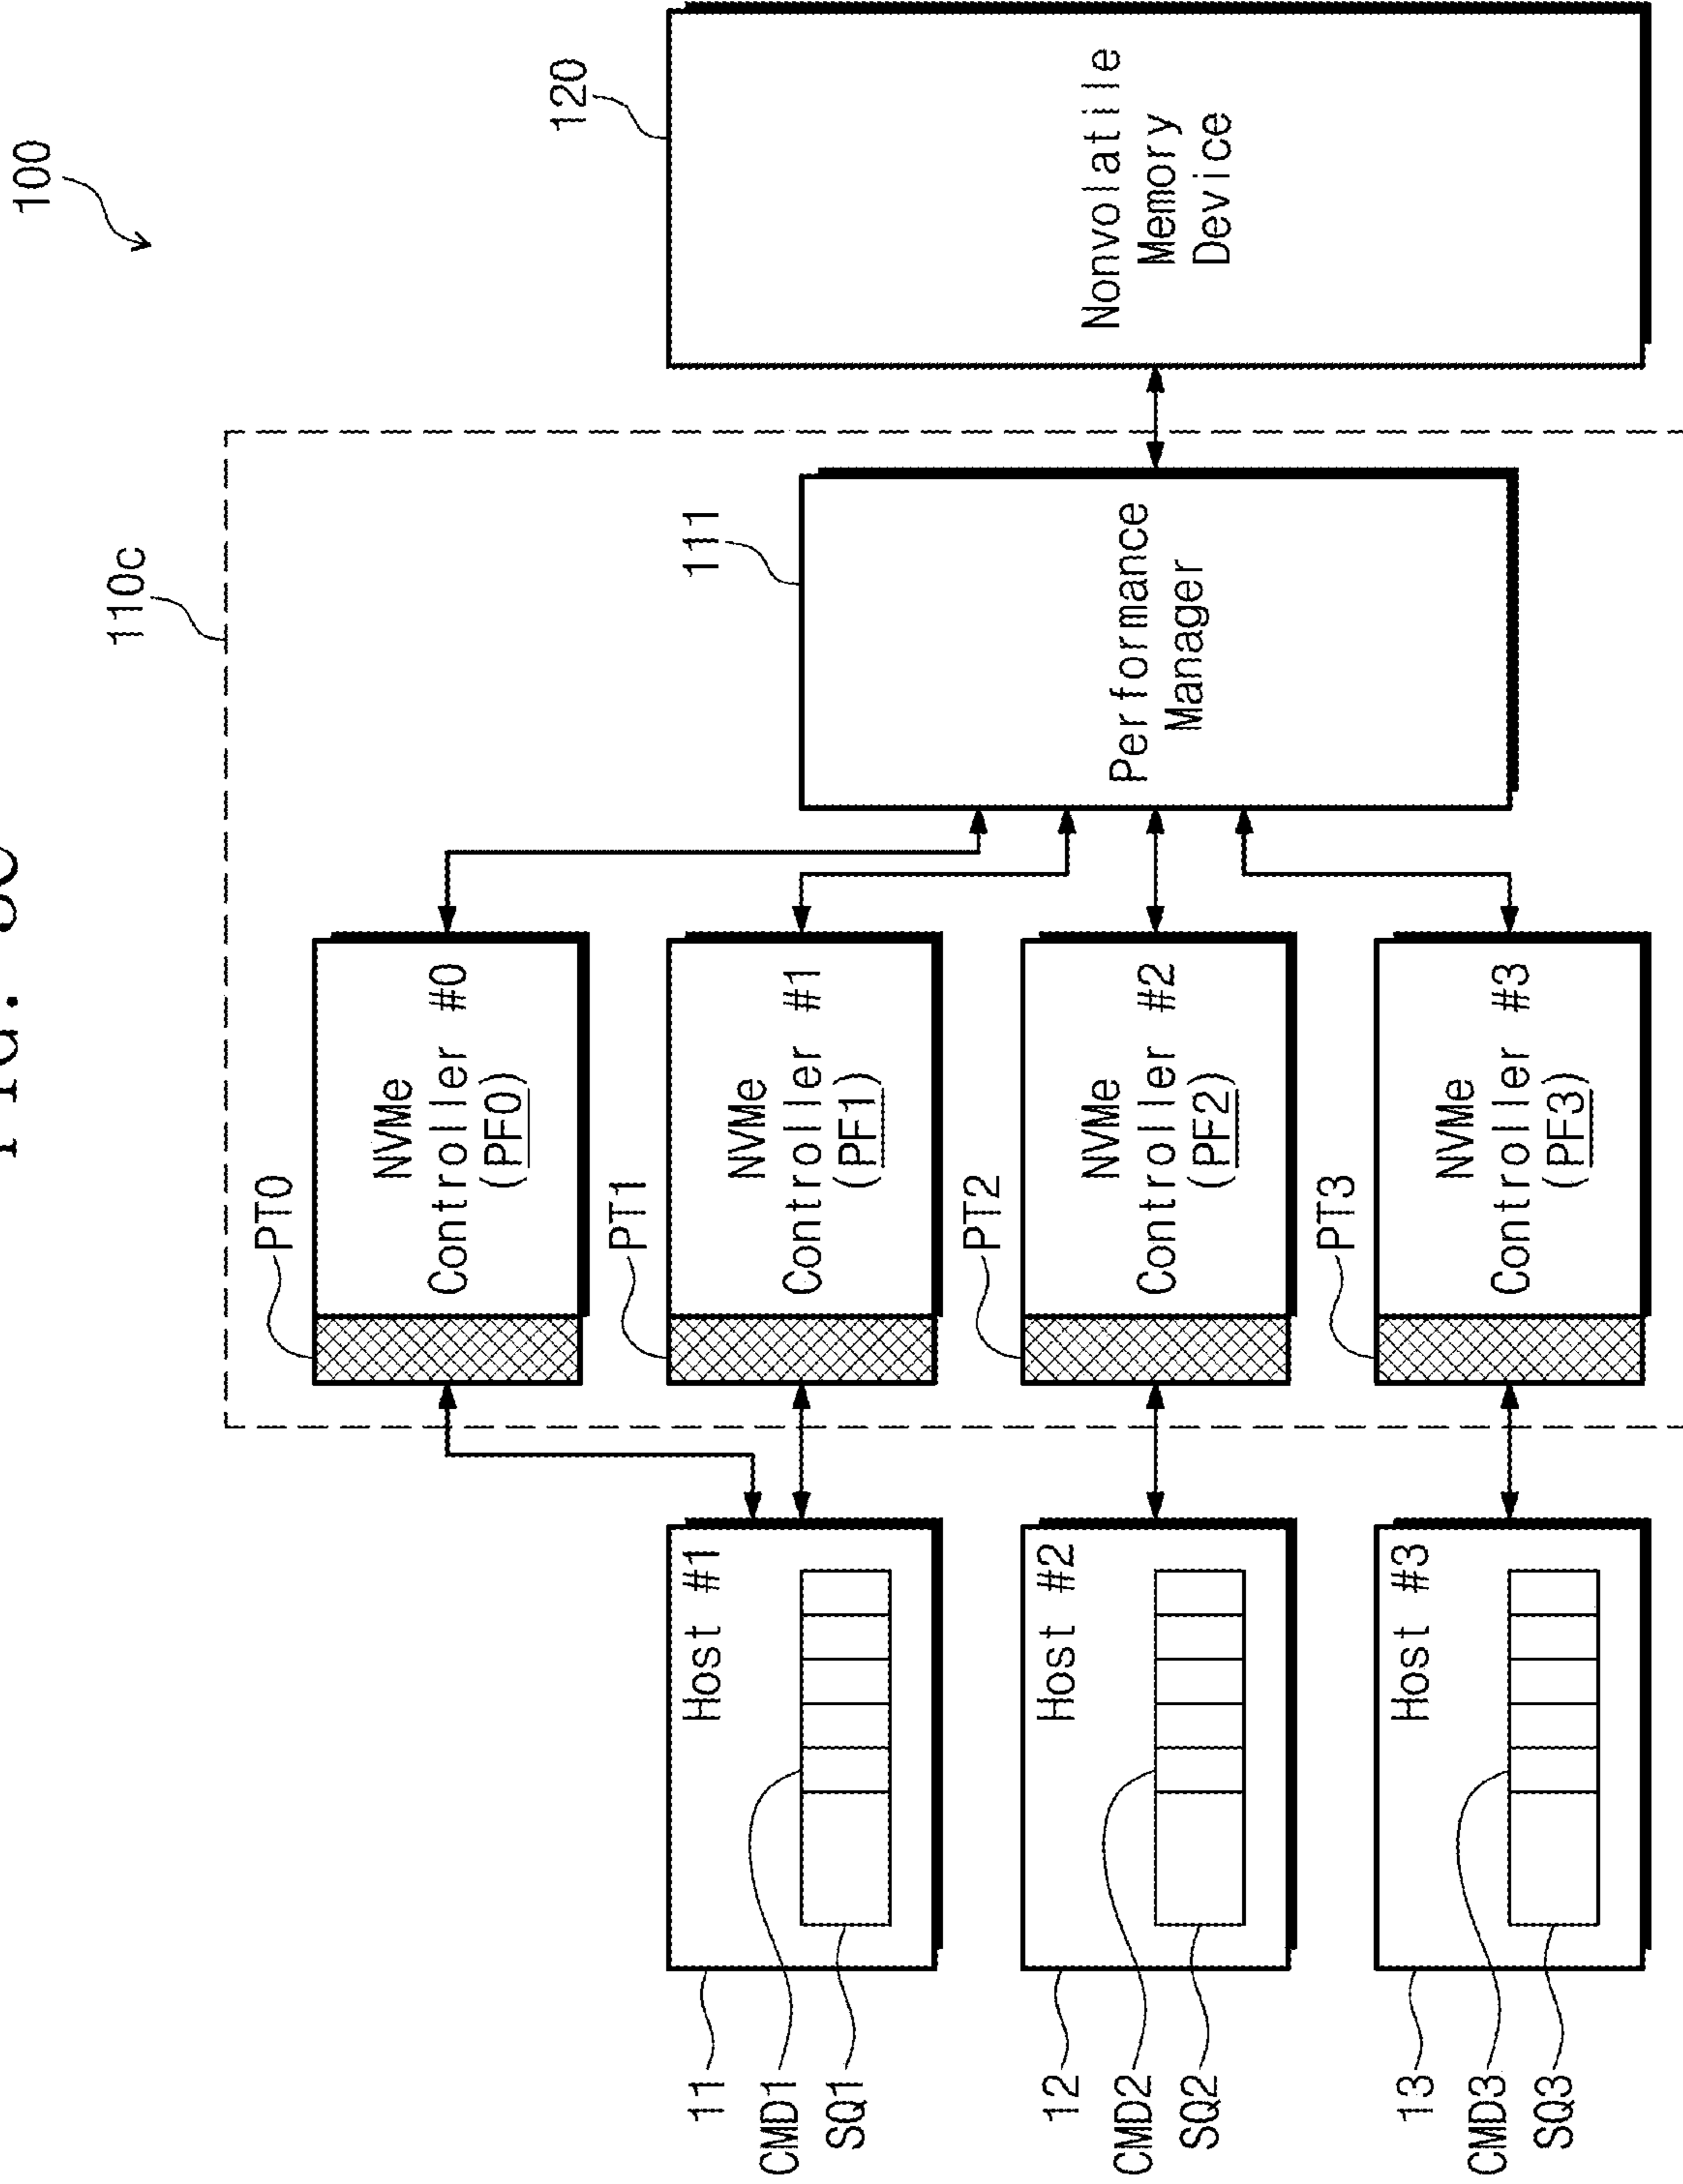 FIG.
100
110c
PT0
NVMe
Controller #0
(PF0)
120
11
CMD1
SQ1
Host #1
PT1
NVMe
Controller #1
(PF1)
111
Performance
Manager
Nonvolatile
Memory
Device
12
CMD2
SQ2
Host #2
PT2
NVMe
Controller #2
(PF2)
13
CMD3
SQ3
Host #3
PT3
NVMe
Controller #3
(PF3)